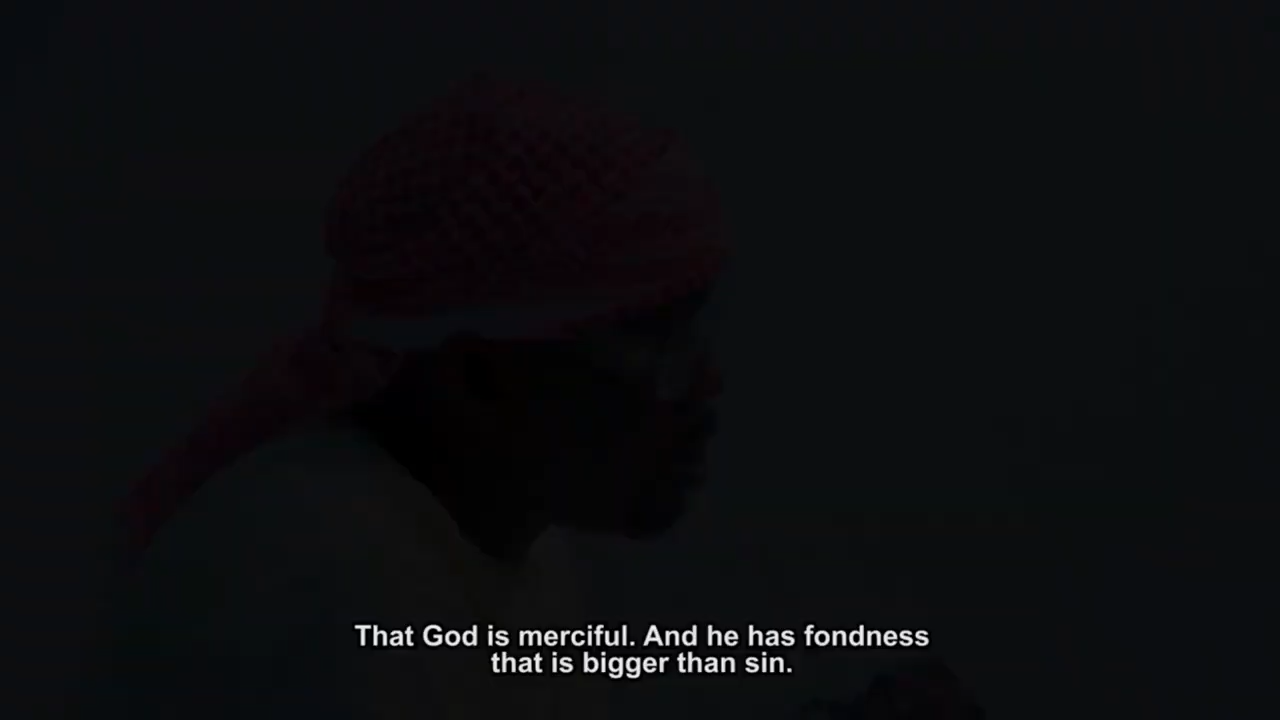 That God is merciful. And he has fondness
that is bigger than sin.